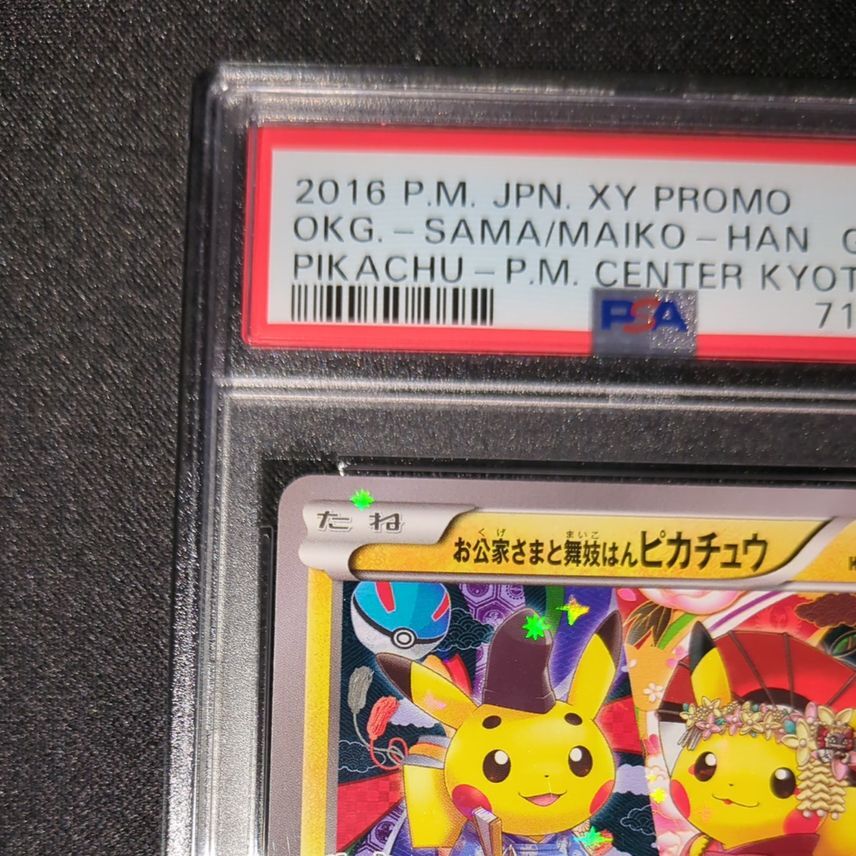 2016 P.M. JPN. XY PROMO
OKG.-SAMA/MAIKO-HAN G
PIKACHU-P.M. CENTER KYOT
PSA
71
たね
お公家さまと舞妓はんピカチュウ
くげ まいこ
H